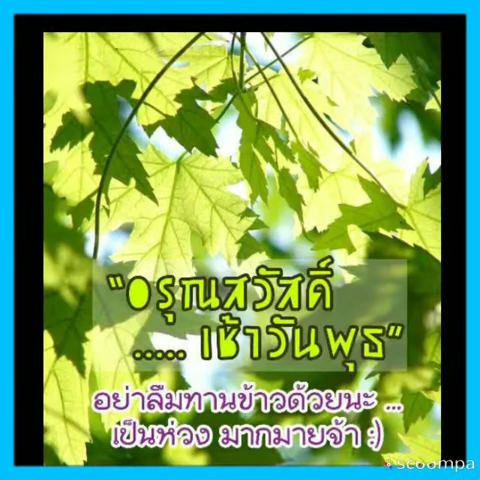 "อรุณสวัสดิ์
..... เช้าวันพุธ"
อย่าลืมทานข้าวด้วยนะ ...
เป็นห่วง มากมายจ้า :)
scoompa